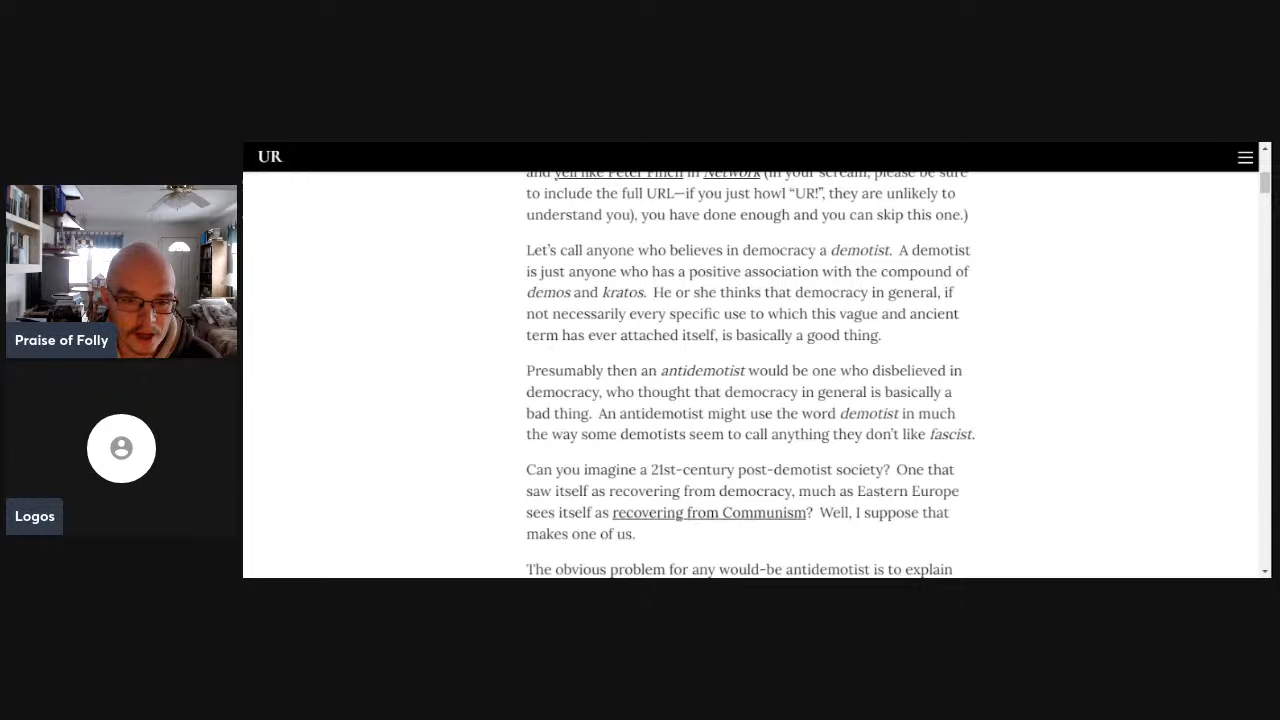 UR
and yell like Peter Finch in Network (in your scream, please be sure
to include the full URL—if you just howl “UR!”, they are unlikely to
understand you), you have done enough and you can skip this one.)
Let’s call anyone who believes in democracy a demotist. A demotist
is just anyone who has a positive association with the compound of
demos and kratos. He or she thinks that democracy in general, if
not necessarily every specific use to which this vague and ancient
term has ever attached itself, is basically a good thing.
Presumably then an antidemotist would be one who disbelieved in
democracy, who thought that democracy in general is basically a
bad thing. An antidemotist might use the word demotist in much
the way some demotists seem to call anything they don’t like fascist.
Can you imagine a 21st-century post-demotist society? One that
saw itself as recovering from democracy, much as Eastern Europe
sees itself as recovering from Communism? Well, I suppose that
makes one of us.
The obvious problem for any would-be antidemotist is to explain
Praise of Folly
Logos